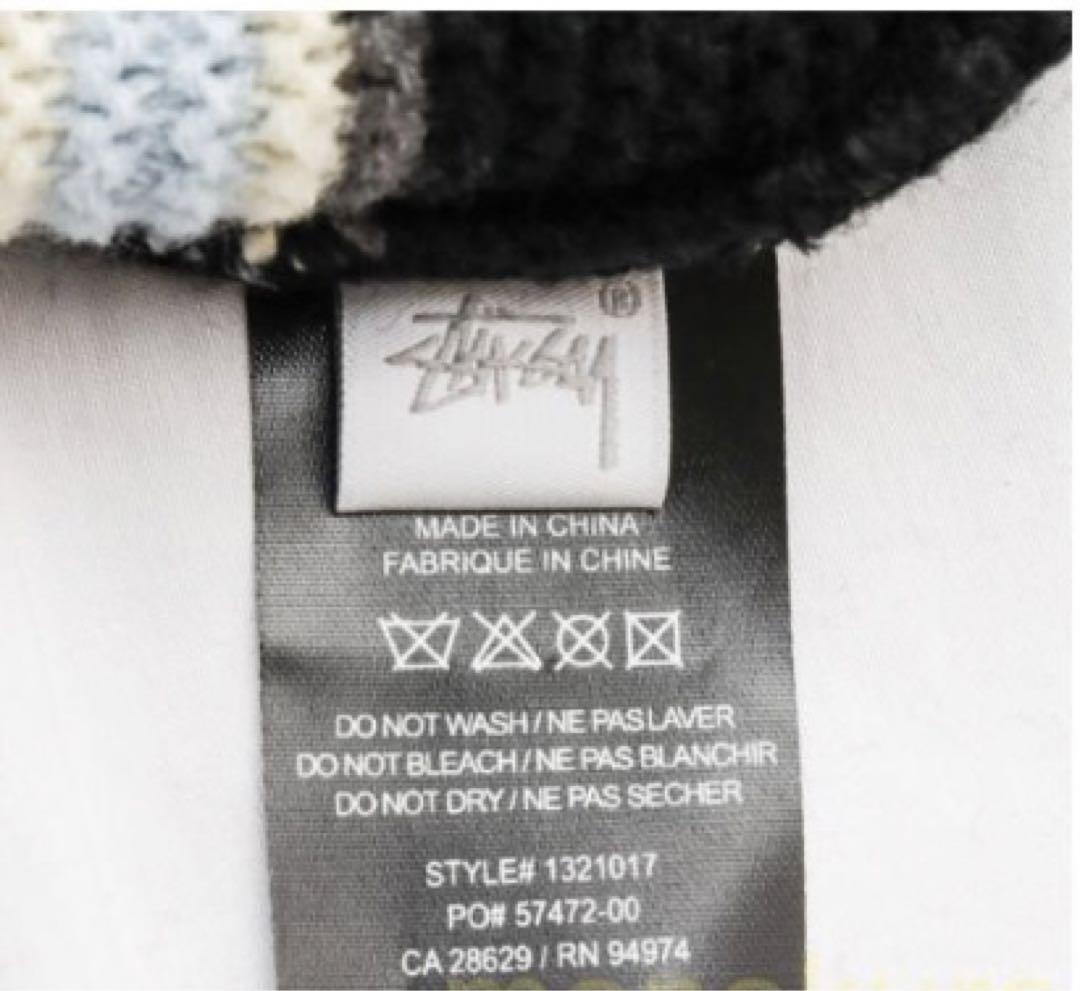 Stüssy ®
MADE IN CHINA
FABRIQUE IN CHINE
DO NOT WASH / NE PAS LAVER
DO NOT BLEACH / NE PAS BLANCHIR
DO NOT DRY / NE PAS SECHER
STYLE# 1321017
PO# 57472-00
CA 28629 / RN 94974